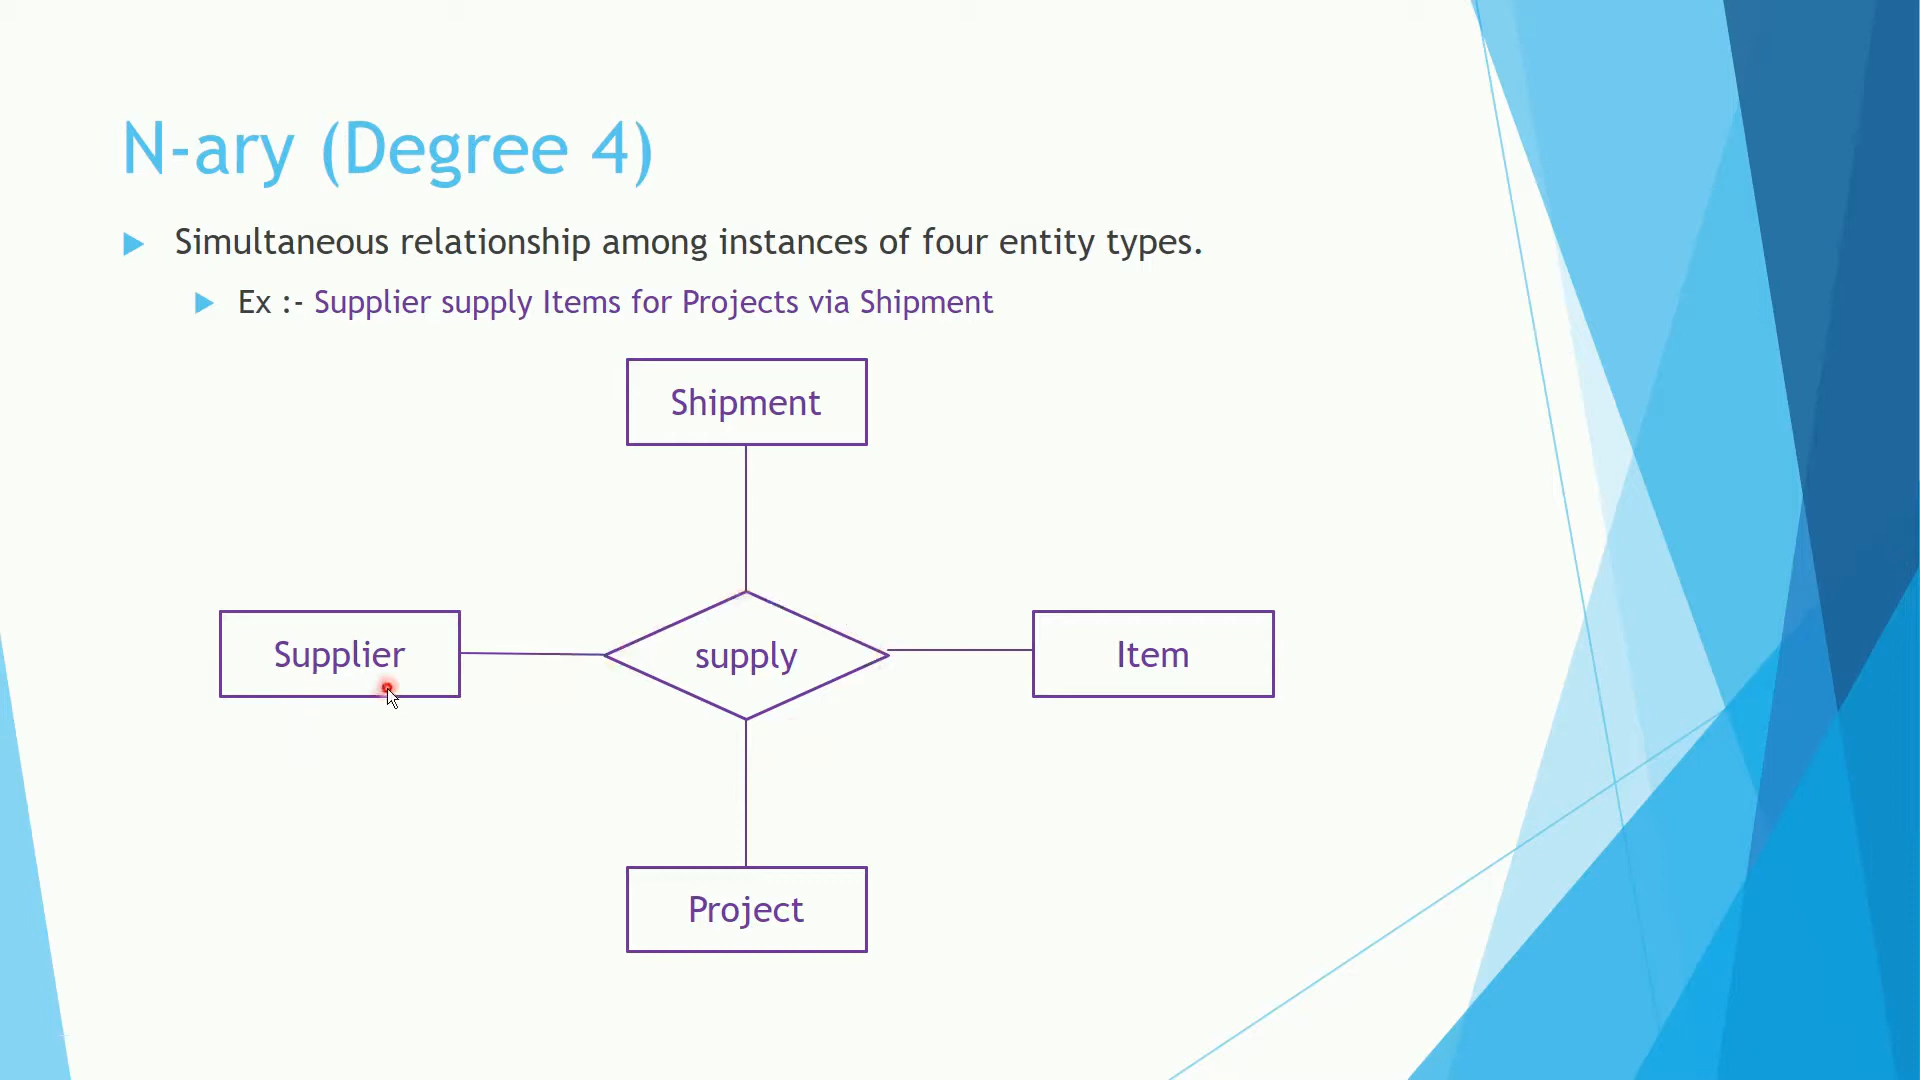 N-ary (Degree 4)
Simultaneous relationship among instances of four entity types.
Ex :- Supplier supply Items for Projects via Shipment
Shipment
Supplier
supply
Item
Project